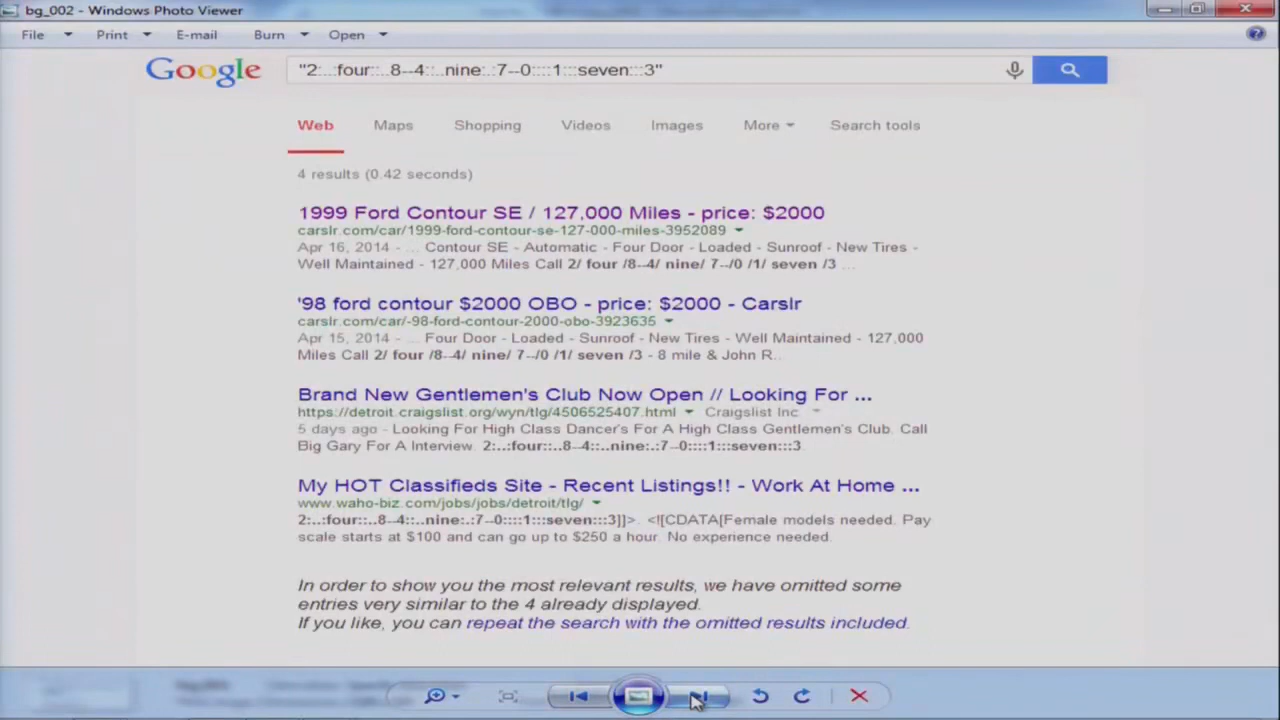 bg_002 - Windows Photo Viewer
File Print E-mail Burn Open
Google "2:..:four::..8--4::..nine:.:7--0::::1:::seven:::3"
Web Maps Shopping Videos Images More Search tools
4 results (0.42 seconds)
1999 Ford Contour SE / 127,000 Miles - price: $2000
carslr.com/car/1999-ford-contour-se-127-000-miles-3952089
Apr 16, 2014 - ... Contour SE - Automatic - Four Door - Loaded - Sunroof - New Tires -
Well Maintained - 127,000 Miles Call 2/ four /8--4/ nine/ 7--/0 /1/ seven /3 ...
'98 ford contour $2000 OBO - price: $2000 - Carslr
carslr.com/car/-98-ford-contour-2000-obo-3923635
Apr 15, 2014 - ... Four Door - Loaded - Sunroof - New Tires - Well Maintained - 127,000
Miles Call 2/ four /8--4/ nine/ 7--/0 /1/ seven /3 - 8 mile & John R..
Brand New Gentlemen's Club Now Open // Looking For ...
https://detroit.craigslist.org/wyn/tlg/4506525407.html Craigslist Inc.
5 days ago - Looking For High Class Dancer's For A High Class Gentlemen's Club. Call
Big Gary For A Interview. 2:..:four::..8--4::..nine:.:7--0::::1:::seven:::3
My HOT Classifieds Site - Recent Listings!! - Work At Home ...
www.waho-biz.com/jobs/jobs/detroit/tlg/
2:..:four::..8--4::..nine:.:7--0::::1:::seven:::3]]>. <![CDATA[Female models needed. Pay
scale starts at $100 and can go up to $250 a hour. No experience needed.
In order to show you the most relevant results, we have omitted some
entries very similar to the 4 already displayed.
If you like, you can repeat the search with the omitted results included.